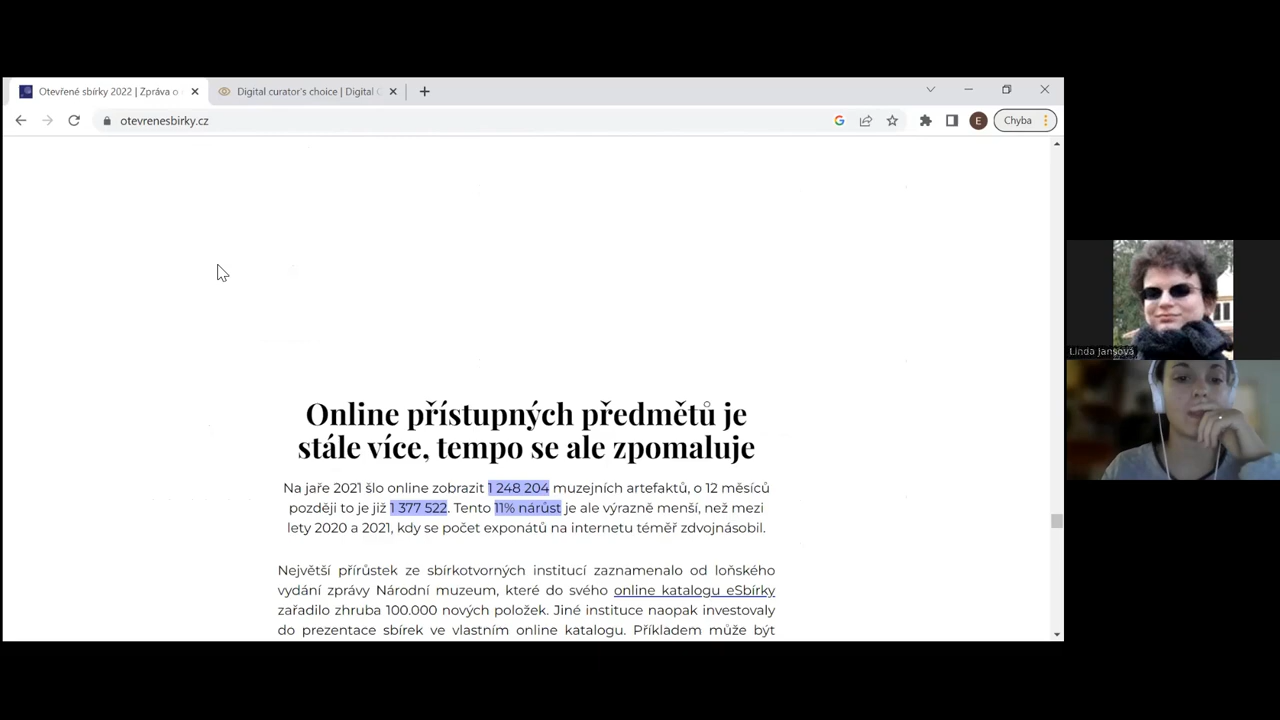 Otevřené sbírky 2022 | Zpráva o
Digital curator's choice | Digital
otevrenesbirky.cz
E
Chyba
Linda Jansová
Online přístupných předmětů je
stále více, tempo se ale zpomaluje
Na jaře 2021 šlo online zobrazit 1 248 204 muzejních artefaktů, o 12 měsíců
později to je již 1 377 522. Tento 11% nárůst je ale výrazně menší, než mezi
lety 2020 a 2021, kdy se počet exponátů na internetu téměř zdvojnásobil.
Největší přírůstek ze sbírkotvorných institucí zaznamenalo od loňského
vydání zprávy Národní muzeum, které do svého online katalogu eSbírky
zařadilo zhruba 100.000 nových položek. Jiné instituce naopak investovaly
do prezentace sbírek ve vlastním online katalogu. Příkladem může být